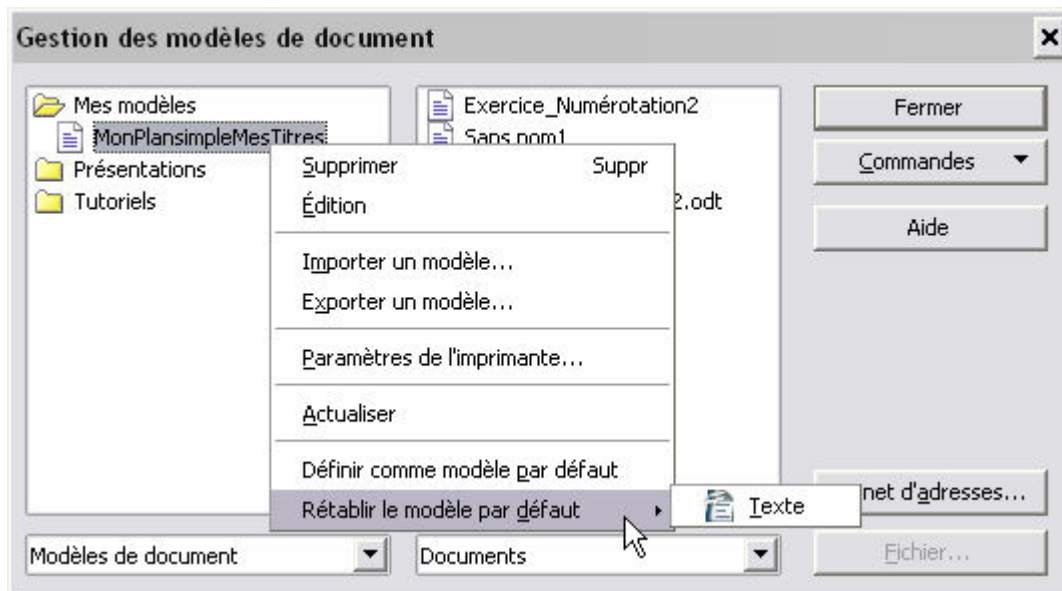 Gestion des modèles de document
Mes modèles
MonPlansimpleMesTitres
Présentations
Tutoriels
Exercice_Numérotation2
Sans nom1
2.odt
Supprimer Suppr
Édition
Importer un modèle...
Exporter un modèle...
Paramètres de l'imprimante...
Actualiser
Définir comme modèle par défaut
Rétablir le modèle par défaut
Texte
Fermer
Commandes
Aide
net d'adresses...
Fichier...
Modèles de document
Documents